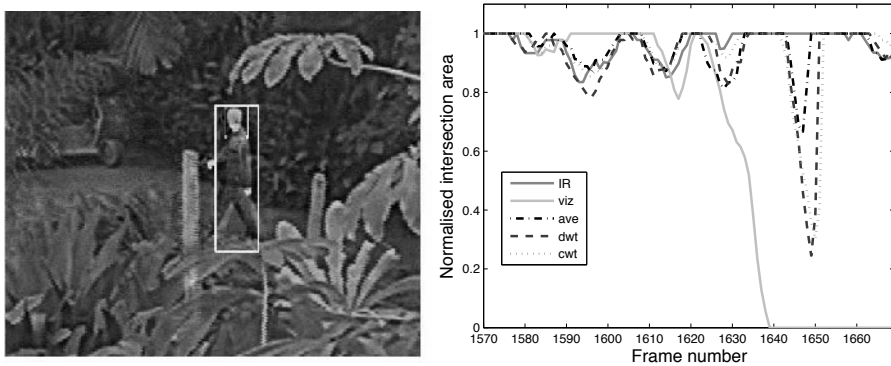 1
0.8
0.6
0.4
0.2
0
Normalised intersection area
IR
viz
ave
dwt
cwt
1570 1580 1590 1600 1610 1620 1630 1640 1650 1660
Frame number